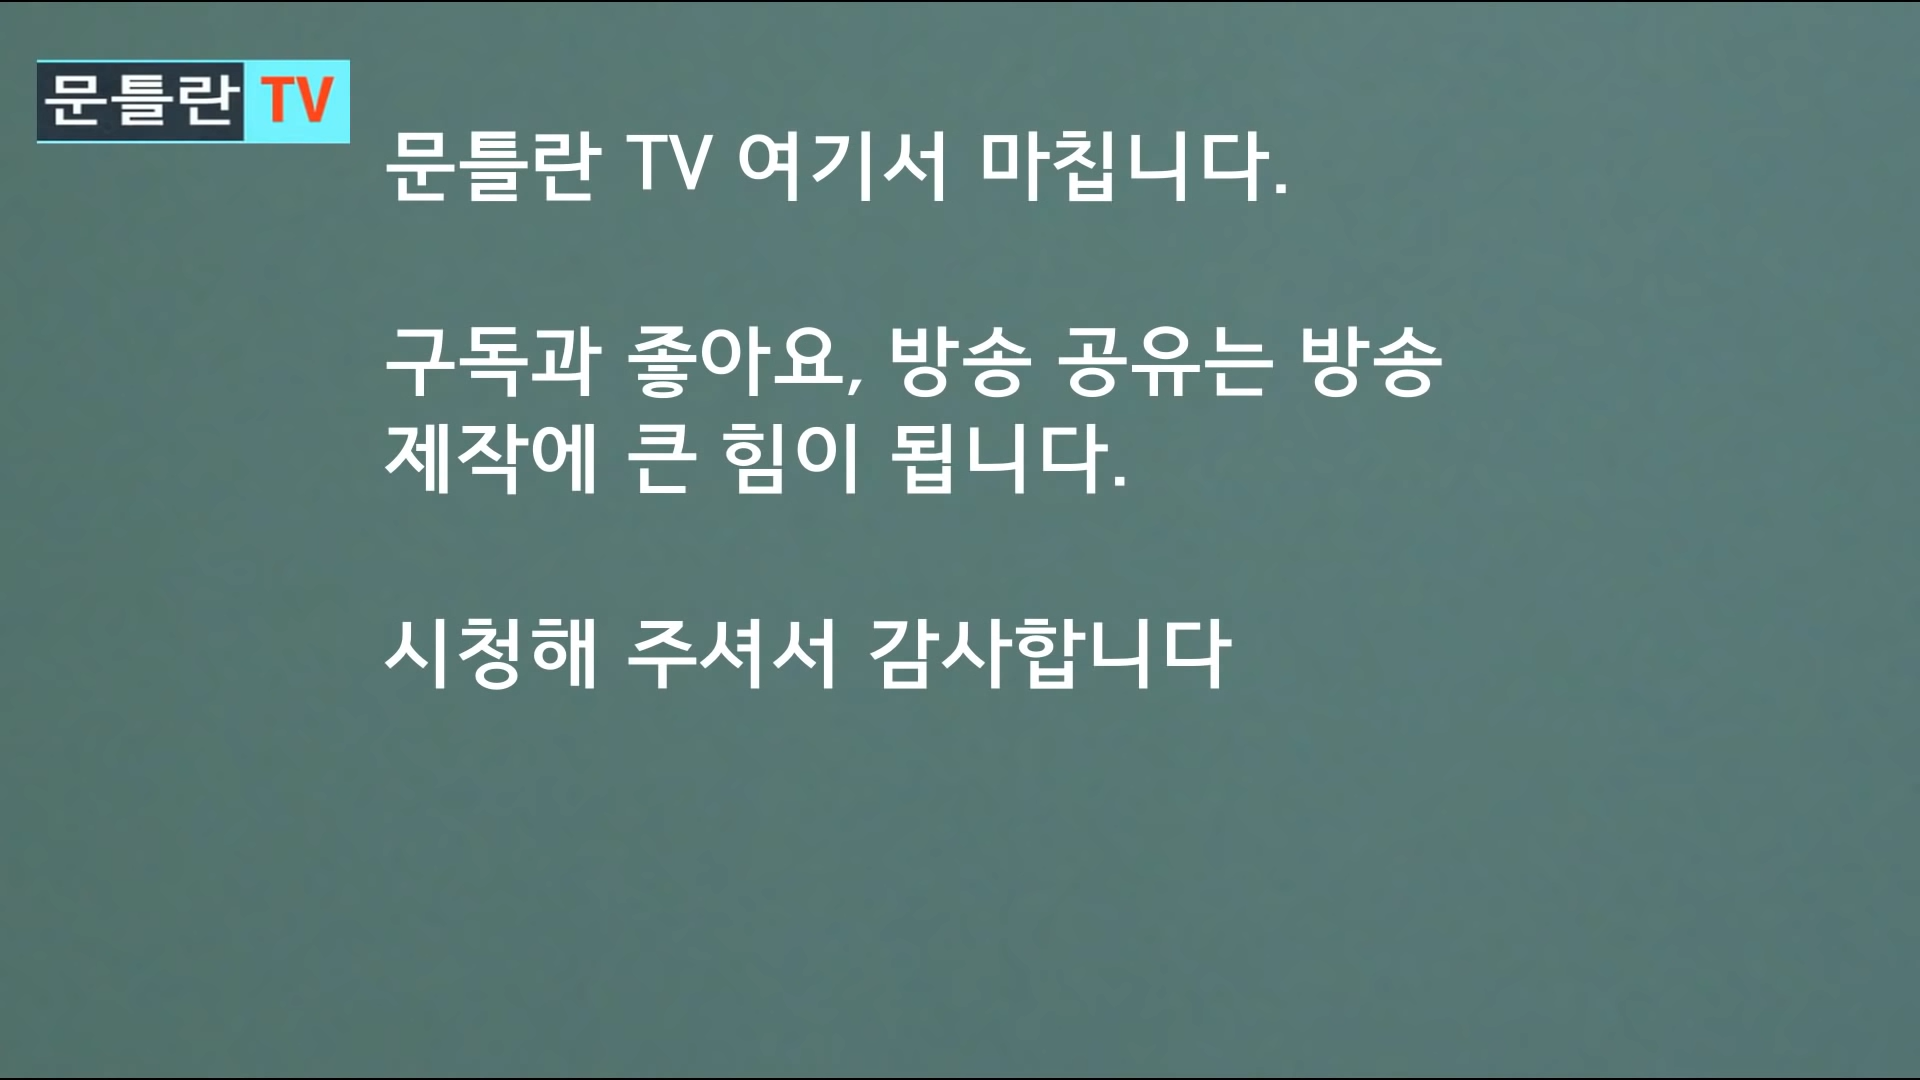 문틀란 TV
문틀란 TV 여기서 마칩니다.
구독과 좋아요, 방송 공유는 방송
제작에 큰 힘이 됩니다.
시청해 주셔서 감사합니다